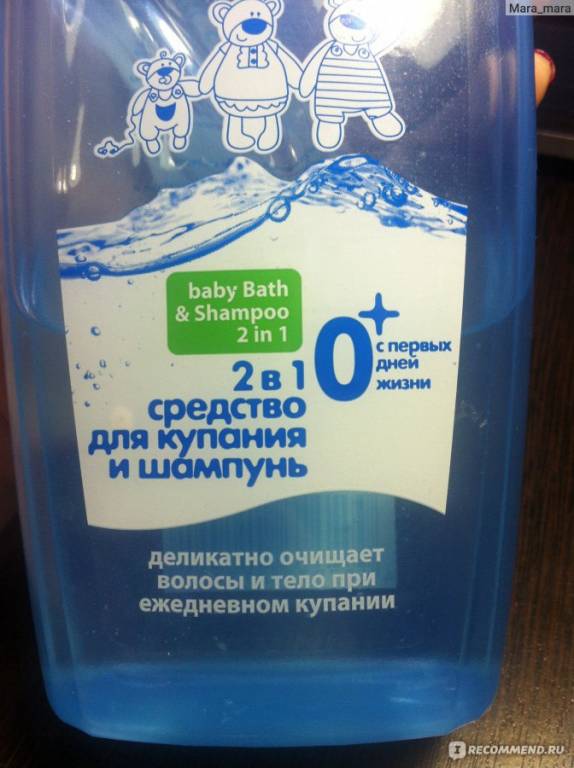 Mara_mara
baby Bath
& Shampoo
2 in 1
0+
с первых
дней
жизни
2 в 1
средство
для купания
и шампунь
деликатно очищает
волосы и тело при
ежедневном купании
IRECOMMEND.RU